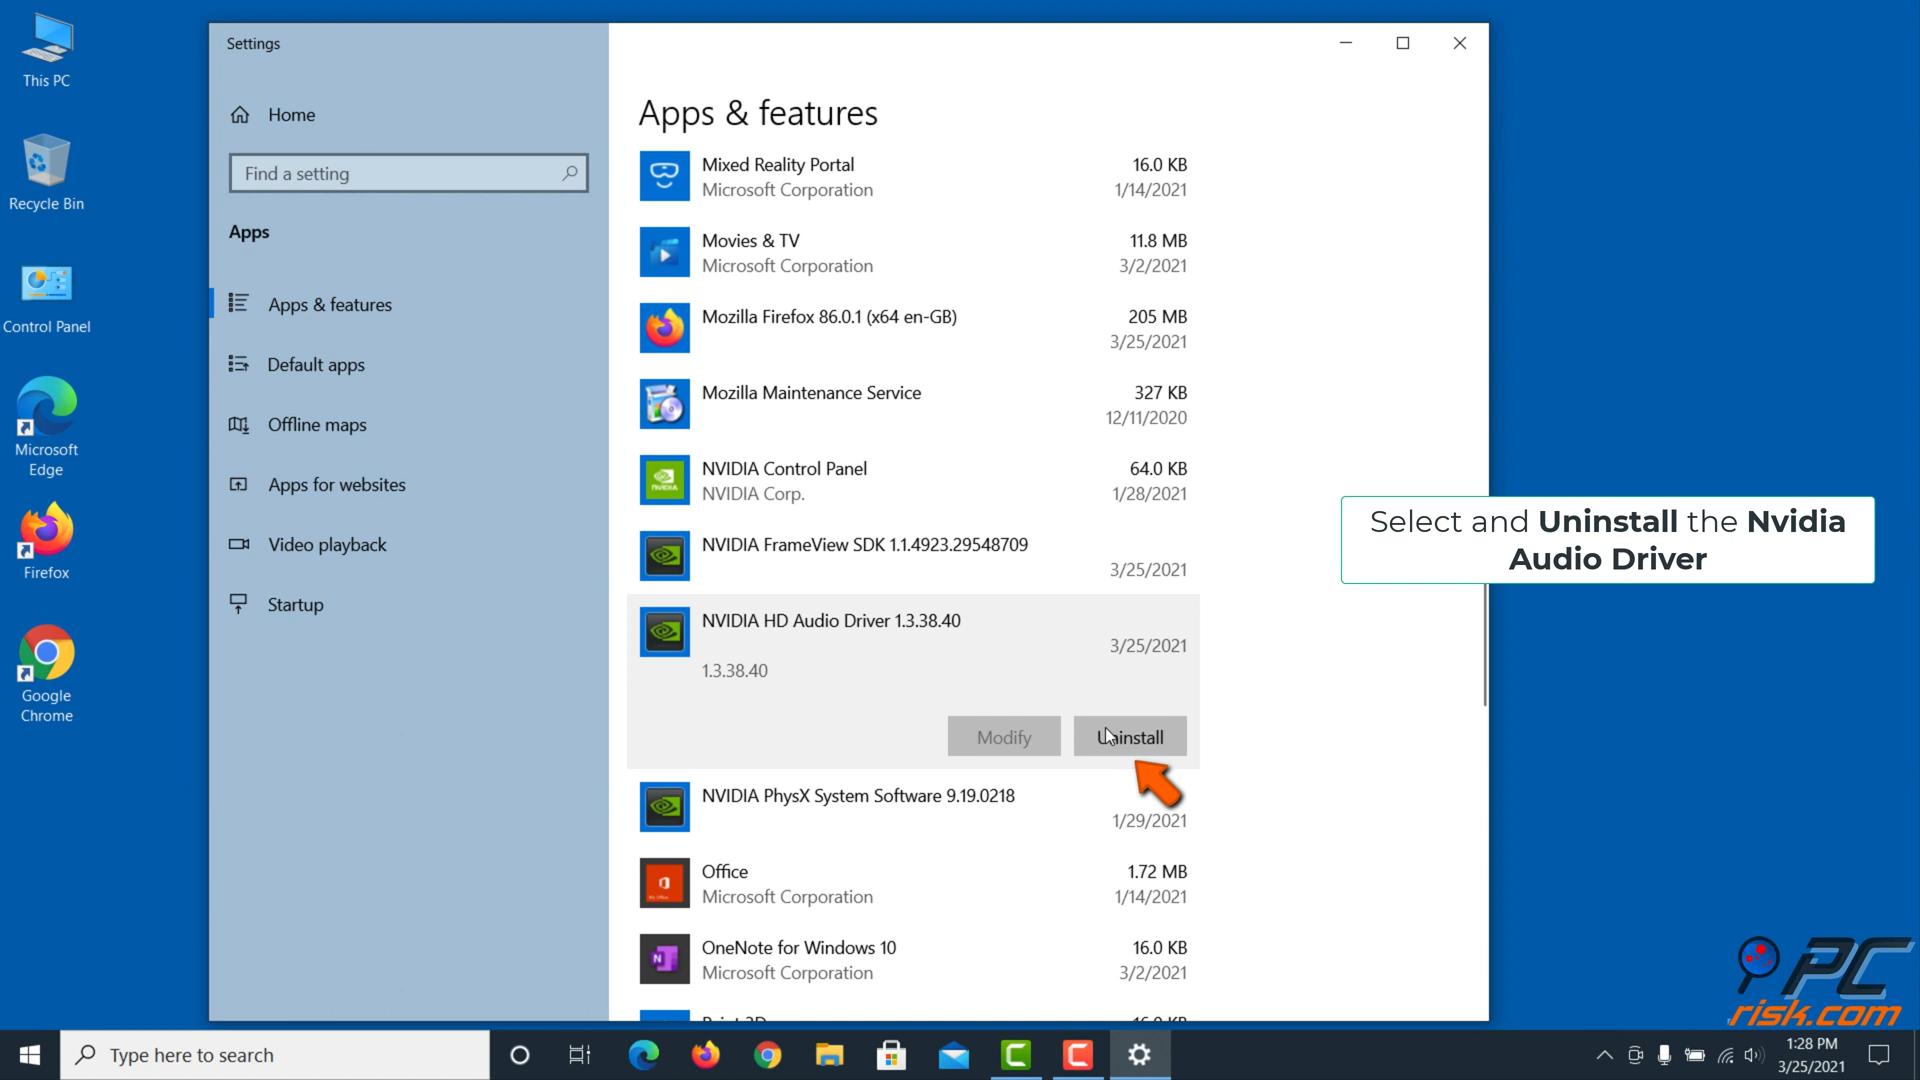 This PC
Recycle Bin
Control Panel
Microsoft
Edge
Firefox
Google
Chrome
Settings
Home
Find a setting
Apps
Apps & features
Default apps
Offline maps
Apps for websites
Video playback
Startup
Apps & features
Mixed Reality Portal 16.0 KB
Microsoft Corporation 1/14/2021
Movies & TV 11.8 MB
Microsoft Corporation 3/2/2021
Mozilla Firefox 86.0.1 (x64 en-GB) 205 MB
3/25/2021
Mozilla Maintenance Service 327 KB
12/11/2020
NVIDIA Control Panel 64.0 KB
NVIDIA Corp. 1/28/2021
NVIDIA FrameView SDK 1.1.4923.29548709
3/25/2021
NVIDIA HD Audio Driver 1.3.38.40
3/25/2021
1.3.38.40
Modify Uninstall
NVIDIA PhysX System Software 9.19.0218
1/29/2021
Office 1.72 MB
Microsoft Corporation 1/14/2021
OneNote for Windows 10 16.0 KB
Microsoft Corporation 3/2/2021
Select and Uninstall the Nvidia
Audio Driver
PC
risk.com
Type here to search
1:28 PM
3/25/2021